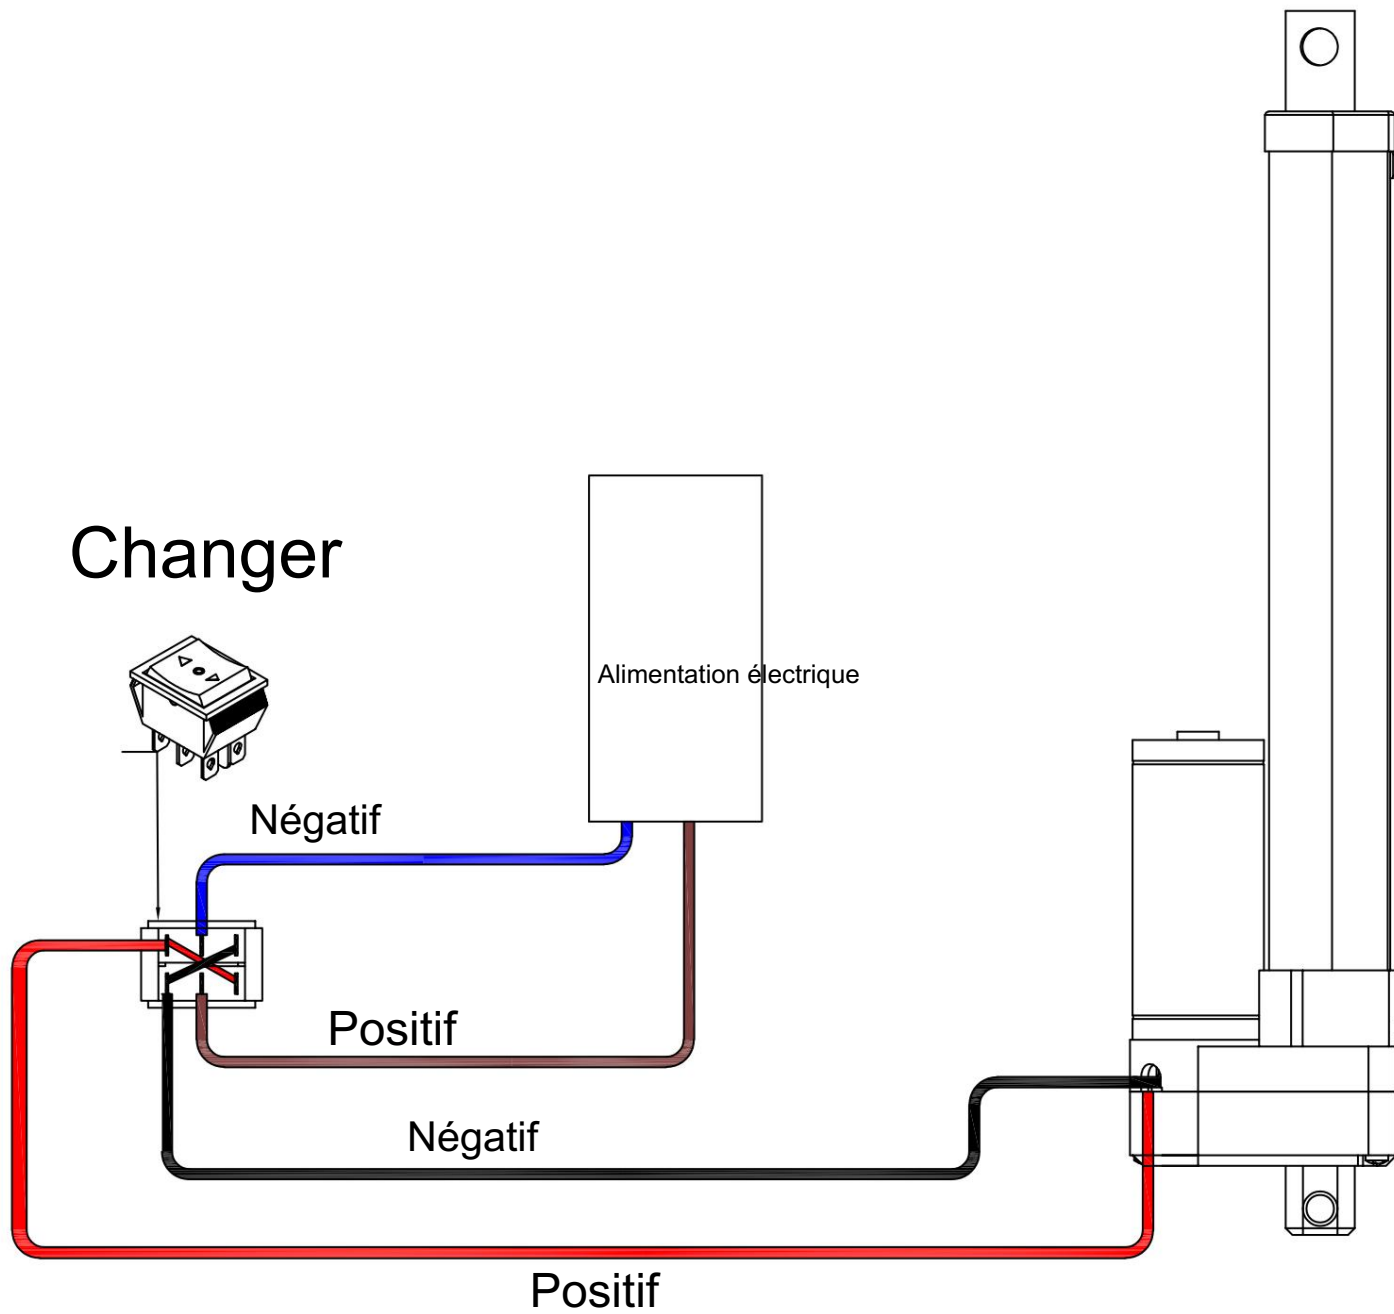 Changer
Alimentation électrique
Négatif
Positif
Négatif
Positif